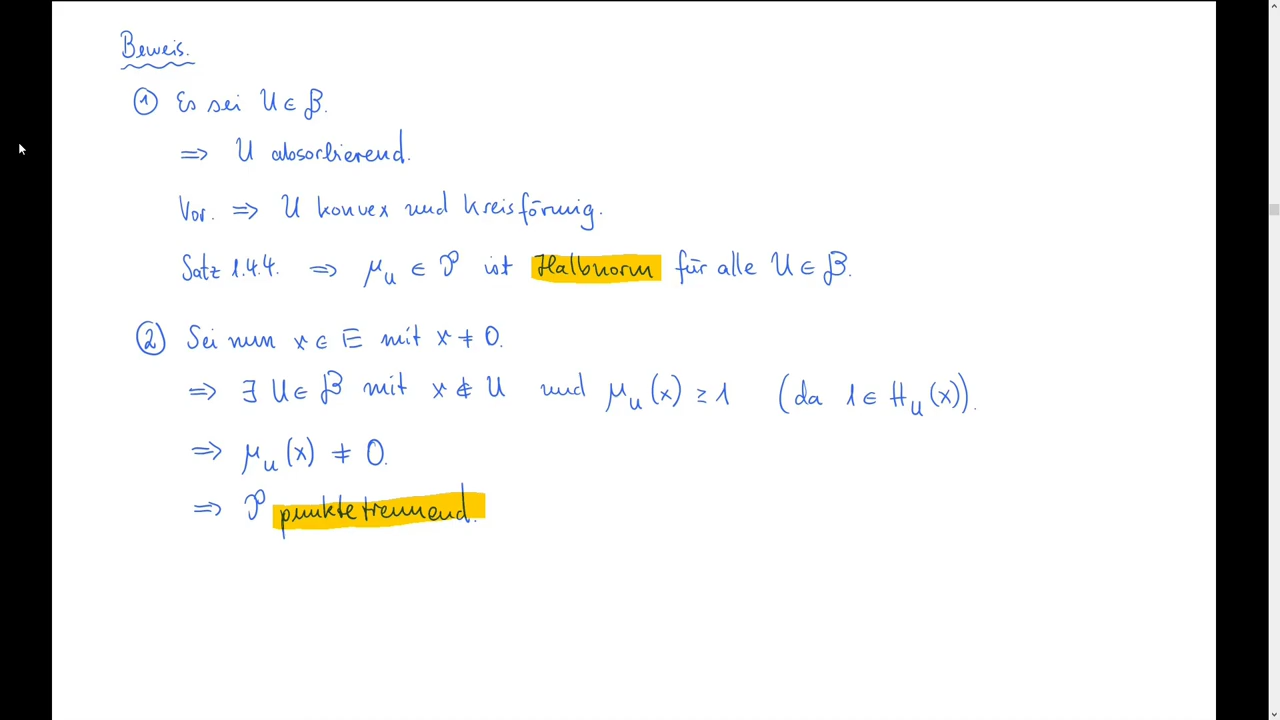 Beweis.
① Es sei U ∈ 𝓑.
⇒ U absorbierend.
Vor. ⇒ U konvex und kreisförmig.
Satz 1.4.4. ⇒ μ_U ∈ 𝒫 ist Halbnorm für alle U ∈ 𝓑.
② Sei nun x ∈ E mit x ≠ 0.
⇒ ∃ U ∈ 𝓑 mit x ∉ U und μ_U(x) ≥ 1 (da 1 ∈ H_U(x)).
⇒ μ_U(x) ≠ 0.
⇒ 𝒫 punktetrennend.